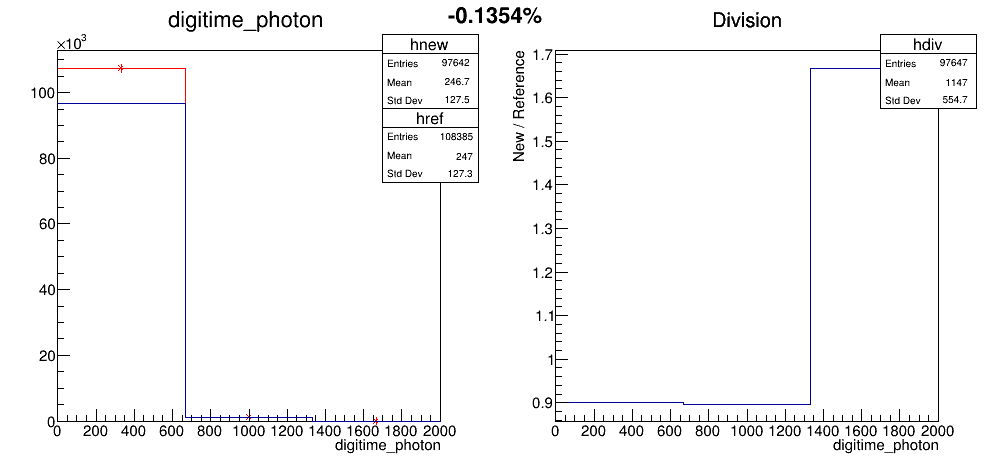 digitime_photon
-0.1354%
Division
×10³
hnew
Entries 97642
Mean 246.7
Std Dev 127.5
href
Entries 108385
Mean 247
Std Dev 127.3
100
80
60
40
20
0
0 200 400 600 800 1000 1200 1400 1600 1800 2000
digitime_photon
New / Reference
hdiv
Entries 97647
Mean 1147
Std Dev 554.7
1.7
1.6
1.5
1.4
1.3
1.2
1.1
1
0.9
0 200 400 600 800 1000 1200 1400 1600 1800 2000
digitime_photon